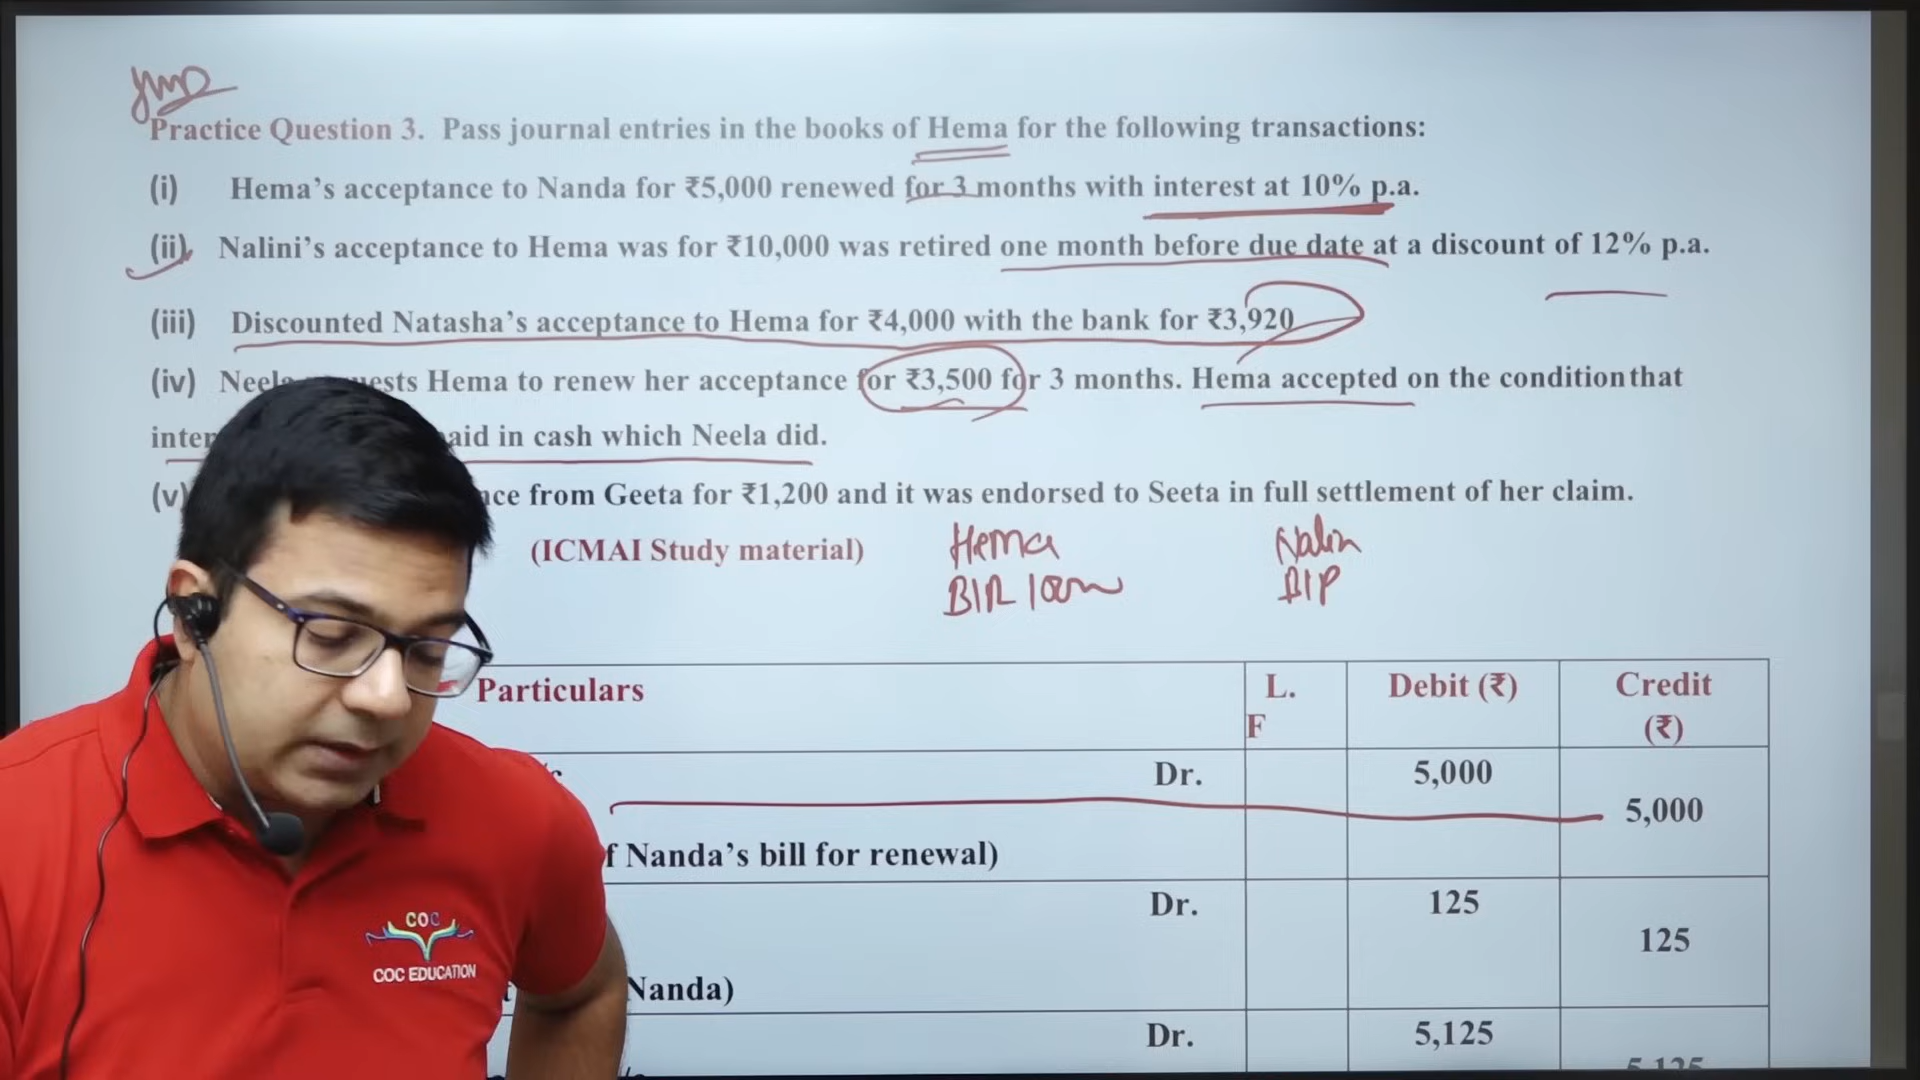 Imp
Practice Question 3. Pass journal entries in the books of Hema for the following transactions:
(i) Hema's acceptance to Nanda for ₹5,000 renewed for 3 months with interest at 10% p.a.
(ii) Nalini's acceptance to Hema was for ₹10,000 was retired one month before due date at a discount of 12% p.a.
(iii) Discounted Natasha's acceptance to Hema for ₹4,000 with the bank for ₹3,920
(iv) Hema to renew her acceptance for ₹3,500 for 3 months. Hema accepted on the condition that
in cash which Neela did.
(v) from Geeta for ₹1,200 and it was endorsed to Seeta in full settlement of her claim.
(ICMAI Study material)
Hema
B/R
B/P
Particulars L. F Debit (₹) Credit (₹)
Dr. 5,000
5,000
Nanda's bill for renewal)
Dr. 125
125
Nanda)
Dr. 5,125
5,125
COC
COC EDUCATION